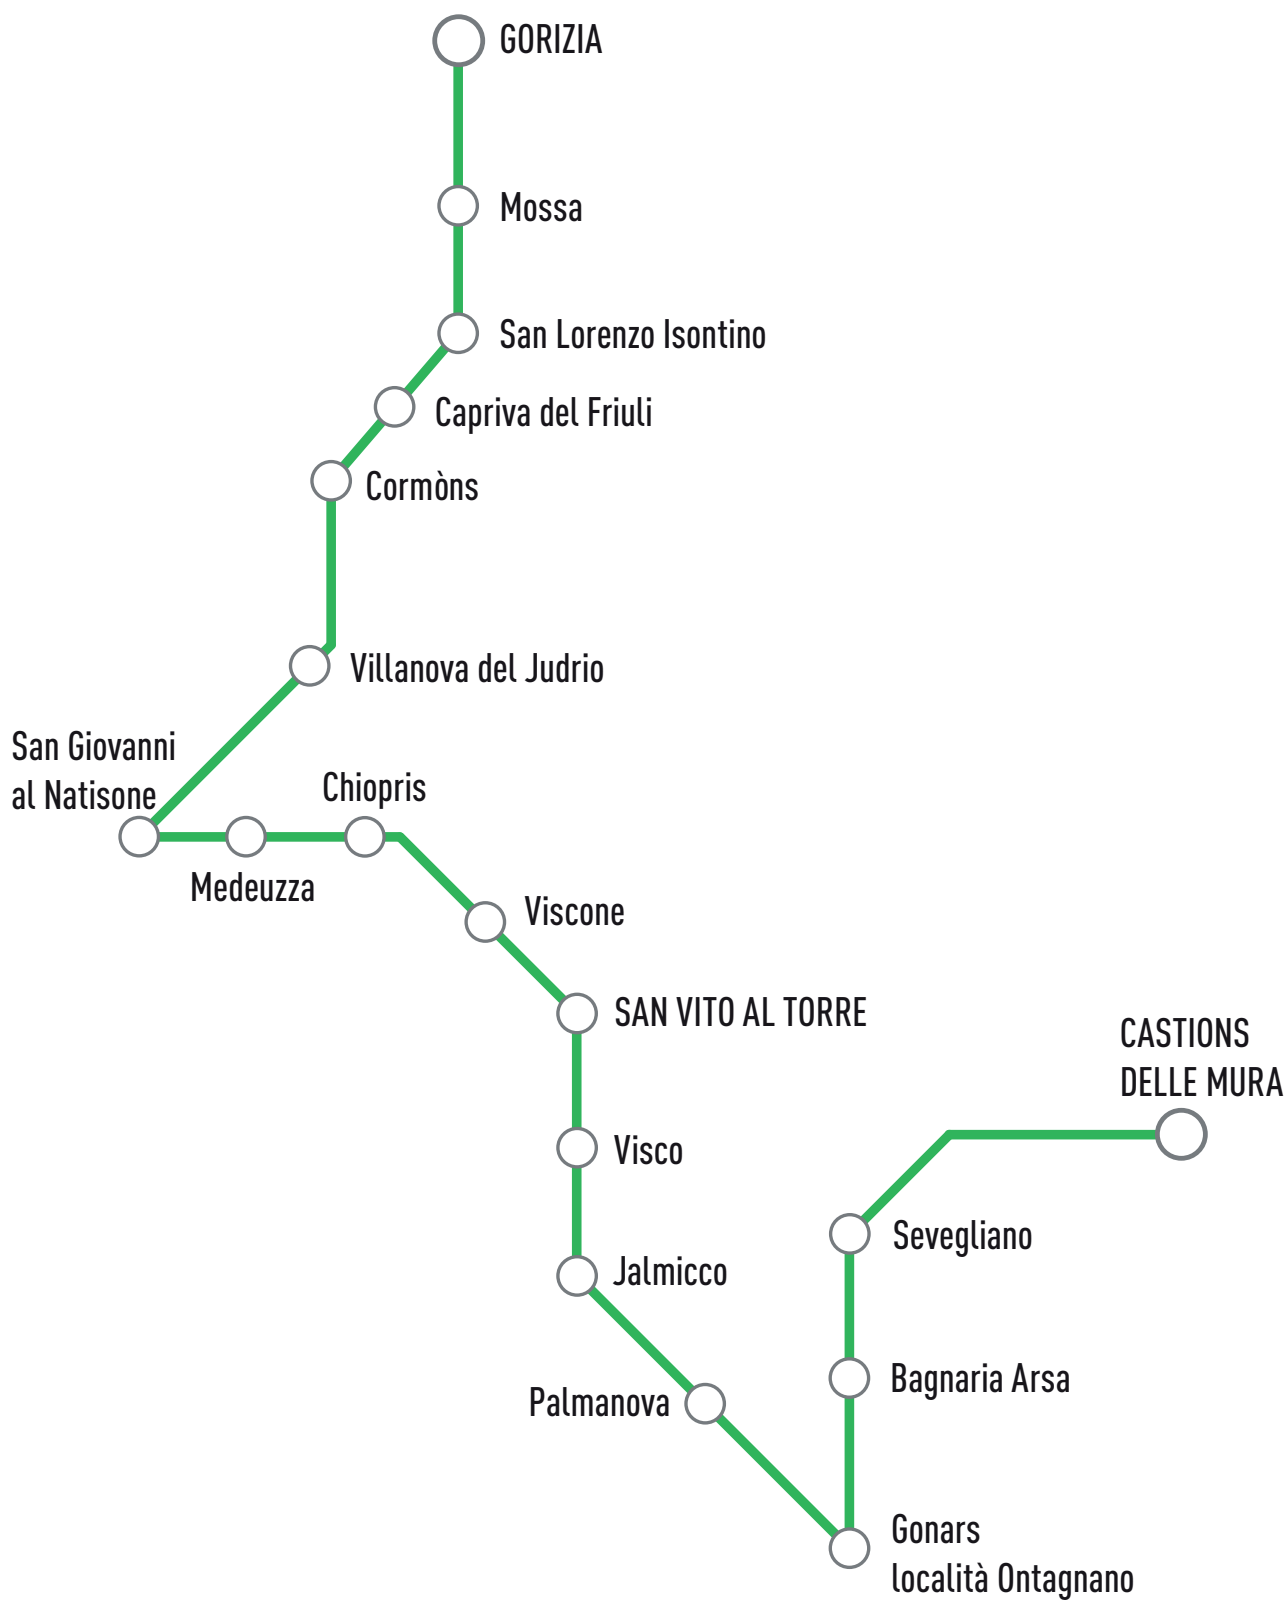 GORIZIA
Mossa
San Lorenzo Isontino
Capriva del Friuli
Cormòns
Villanova del Judrio
San Giovanni
al Natisone
Chiopris
Medeuzza
Viscone
SAN VITO AL TORRE
CASTIONS
DELLE MURA
Visco
Sevegliano
Jalmicco
Bagnaria Arsa
Palmanova
Gonars
località Ontagnano